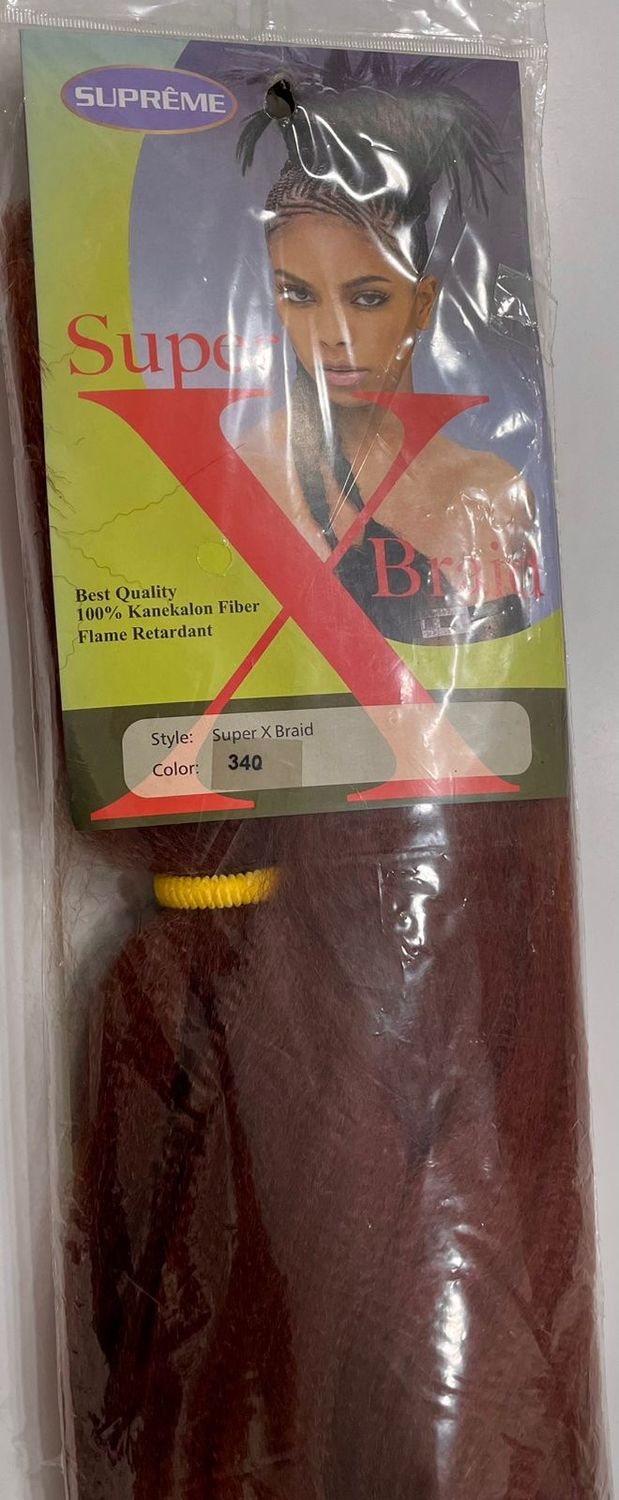 SUPRÊME
Super
X
Braid
Best Quality
100% Kanekalon Fiber
Flame Retardant
Style: Super X Braid
Color: 340